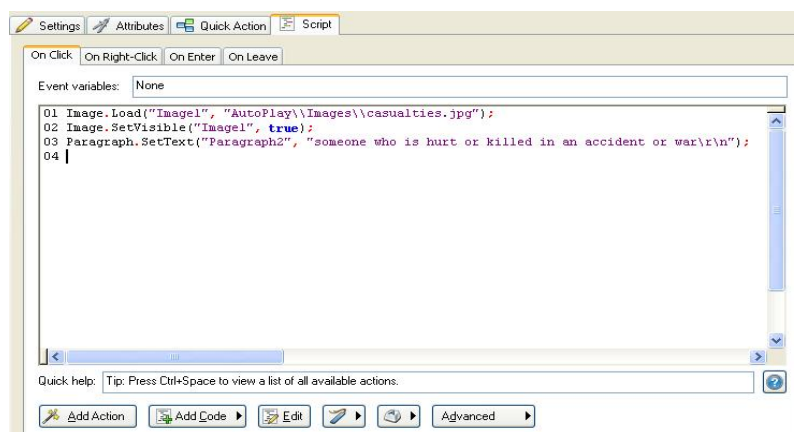 Settings Attributes Quick Action Script
On Click On Right-Click On Enter On Leave
Event variables: None
01 Image.Load("Image1", "AutoPlay\\Images\\casualties.jpg");
02 Image.SetVisible("Image1", true);
03 Paragraph.SetText("Paragraph2", "someone who is hurt or killed in an accident or war\r\n");
04
Quick help: Tip: Press Ctrl+Space to view a list of all available actions.
Add Action Add Code Edit Advanced